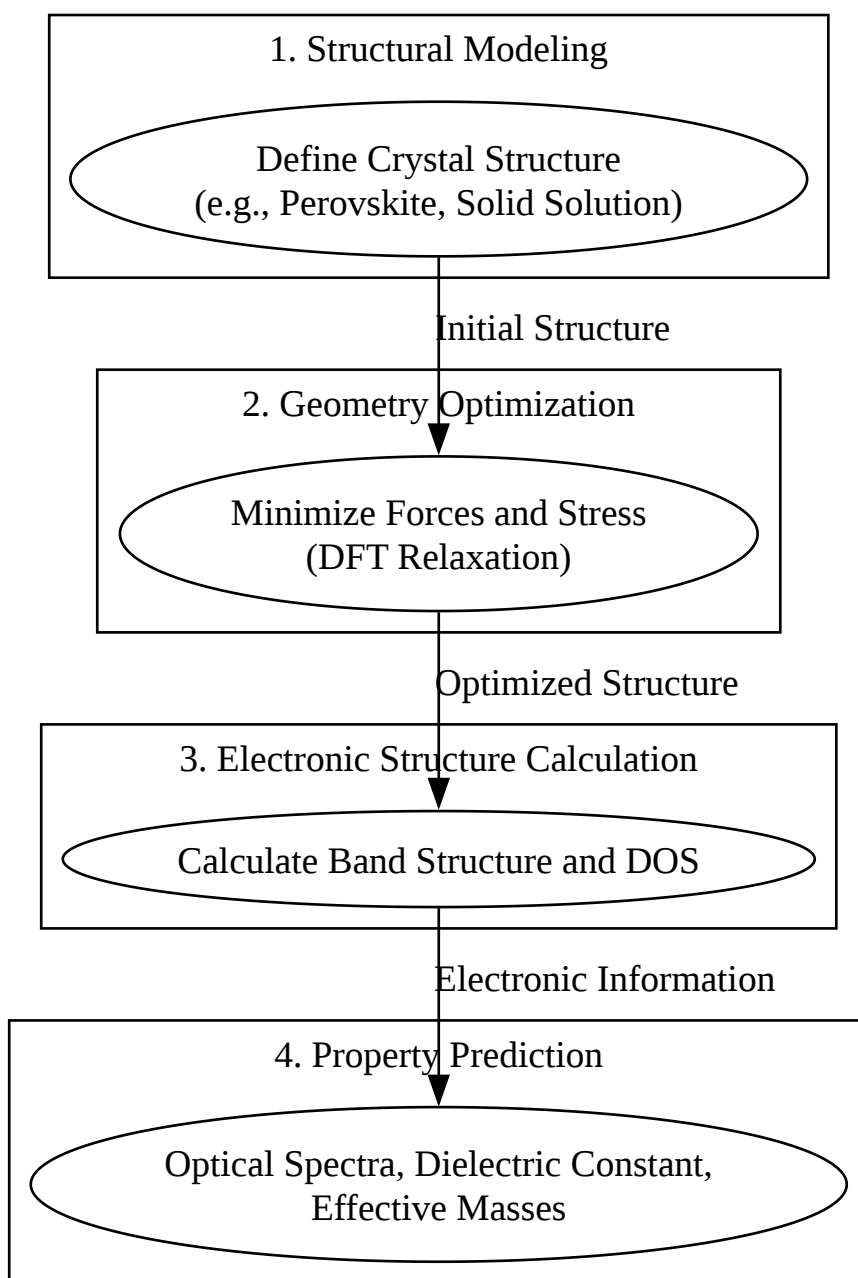 1. Structural Modeling
Define Crystal Structure
(e.g., Perovskite, Solid Solution)
Initial Structure
2. Geometry Optimization
Minimize Forces and Stress
(DFT Relaxation)
Optimized Structure
3. Electronic Structure Calculation
Calculate Band Structure and DOS
Electronic Information
4. Property Prediction
Optical Spectra, Dielectric Constant,
Effective Masses